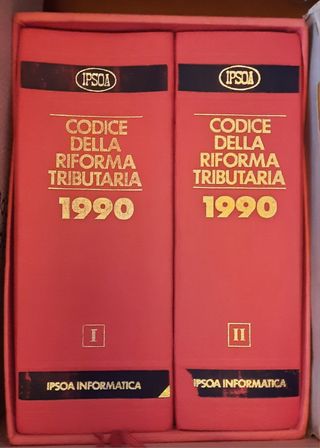 IPSOA
CODICE
DELLA
RIFORMA
TRIBUTARIA
1990
I
IPSOA INFORMATICA
IPSOA
CODICE
DELLA
RIFORMA
TRIBUTARIA
1990
II
IPSOA INFORMATICA